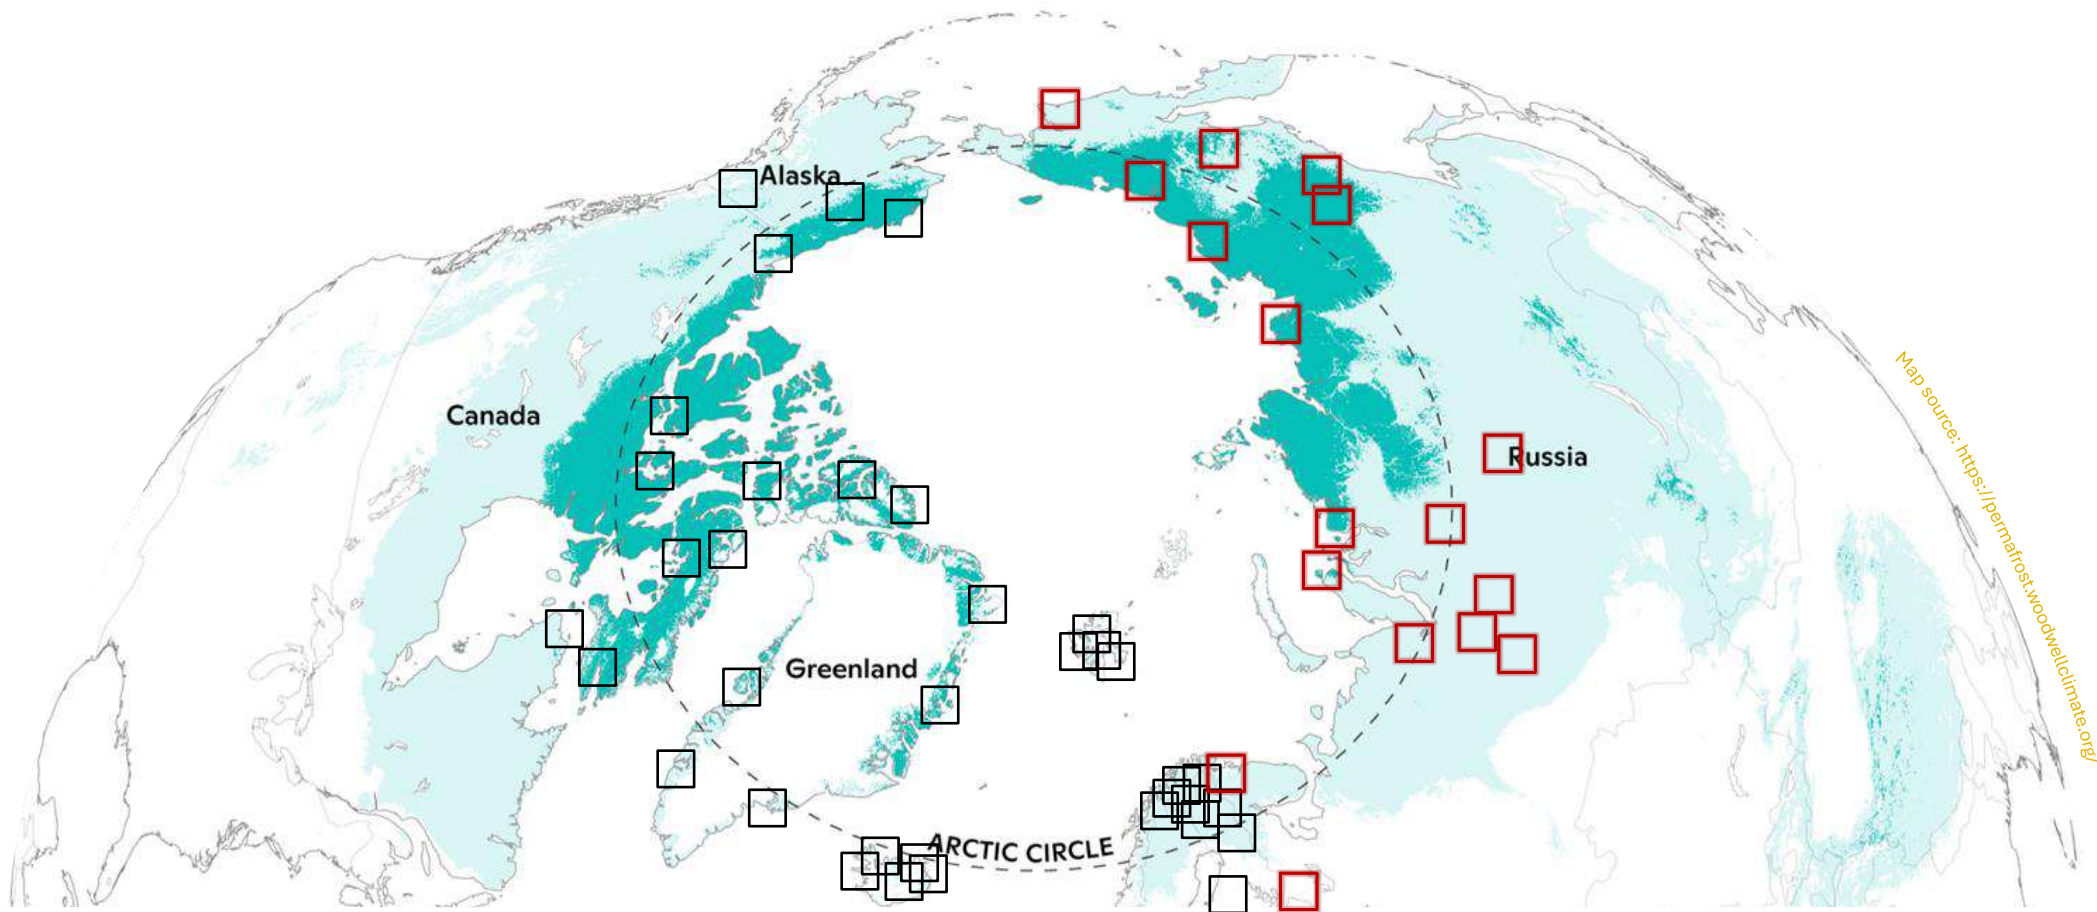 Alaska
Canada
Russia
Greenland
ARCTIC CIRCLE
Map source: https://permafrost.woodwellclimate.org/